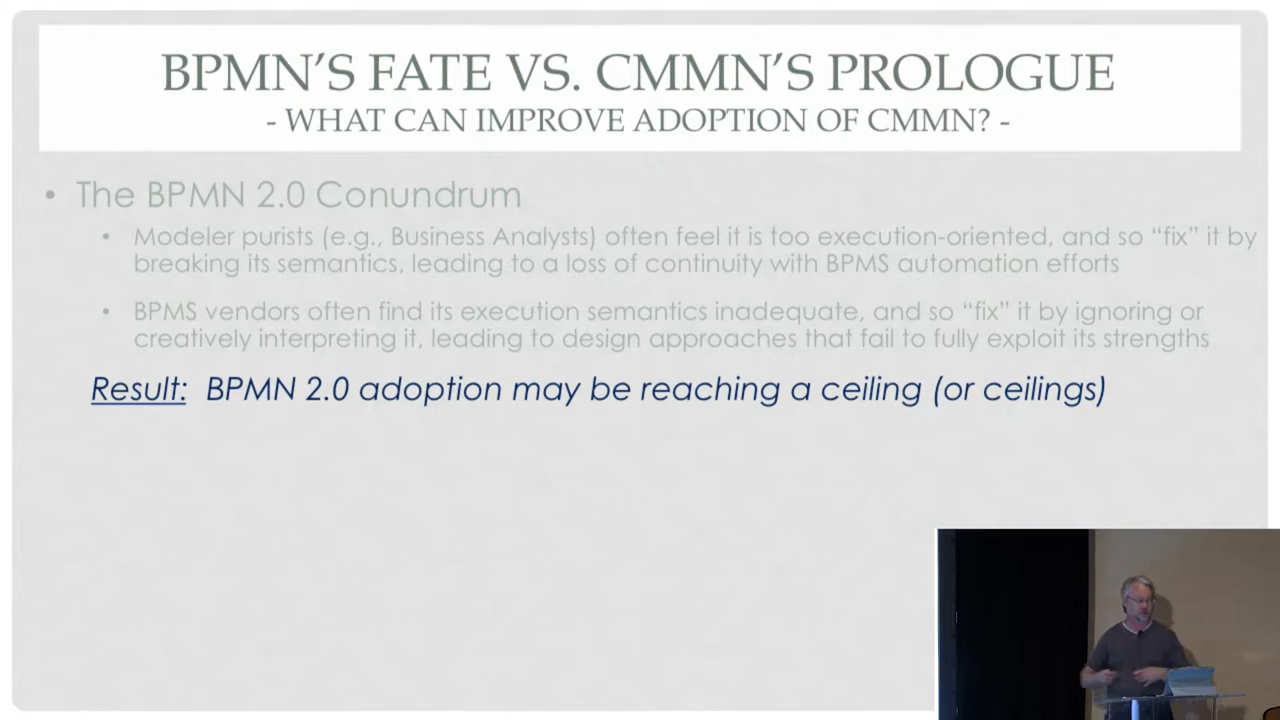 BPMN'S FATE VS. CMMN'S PROLOGUE
- WHAT CAN IMPROVE ADOPTION OF CMMN? -
• The BPMN 2.0 Conundrum
• Modeler purists (e.g., Business Analysts) often feel it is too execution-oriented, and so “fix” it by
breaking its semantics, leading to a loss of continuity with BPMS automation efforts
• BPMS vendors often find its execution semantics inadequate, and so “fix” it by ignoring or
creatively interpreting it, leading to design approaches that fail to fully exploit its strengths
Result: BPMN 2.0 adoption may be reaching a ceiling (or ceilings)